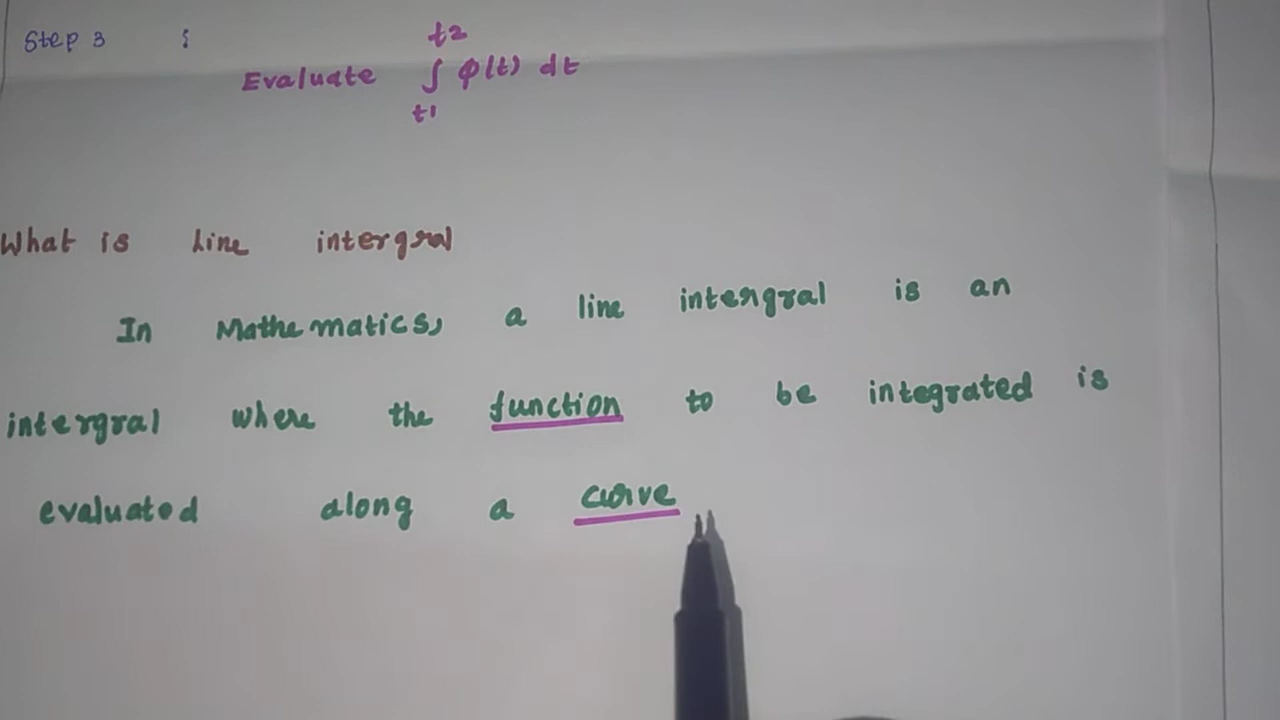 Step 3 :
Evaluate ∫ φ(t) dt
t2
t1
What is Line intergral
In Mathematics, a line intergral is an
intergral where the function to be integrated is
evaluated along a curve